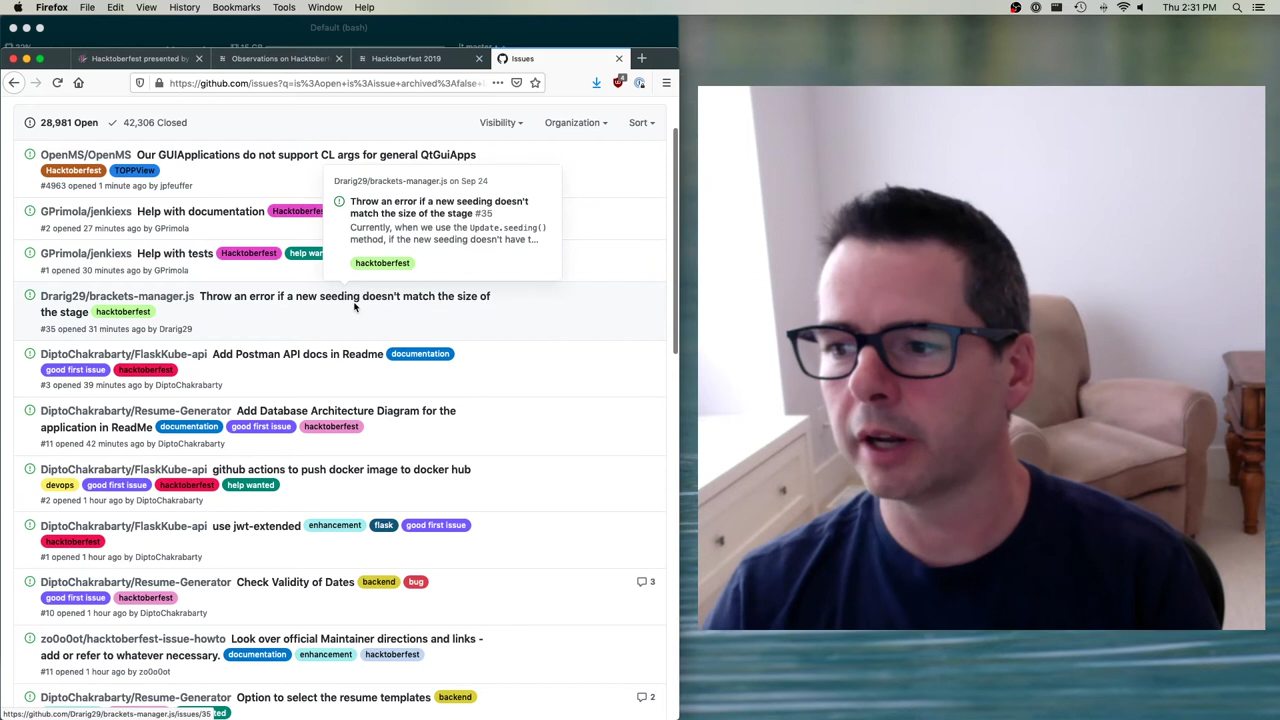 Firefox File Edit View History Bookmarks Tools Window Help
Thu 2:31 PM
Default (bash)
Hacktoberfest presented by
Observations on Hacktober
Hacktoberfest 2019
Issues
https://github.com/issues?q=is%3Aopen+is%3Aissue+archived%3Afalse+
28,981 Open
42,306 Closed
Visibility
Organization
Sort
OpenMS/OpenMS Our GUIApplications do not support CL args for general QtGuiApps
Hacktoberfest TOPPView
#4963 opened 1 minute ago by jpfeuffer
GPrimola/jenkiexs Help with documentation Hacktoberfes
#2 opened 27 minutes ago by GPrimola
GPrimola/jenkiexs Help with tests Hacktoberfest help wan
#1 opened 30 minutes ago by GPrimola
Drarig29/brackets-manager.js on Sep 24
Throw an error if a new seeding doesn't
match the size of the stage #35
Currently, when we use the Update.seeding()
method, if the new seeding doesn't have t...
hacktoberfest
Drarig29/brackets-manager.js Throw an error if a new seeding doesn't match the size of
the stage hacktoberfest
#35 opened 31 minutes ago by Drarig29
DiptoChakrabarty/FlaskKube-api Add Postman API docs in Readme documentation
good first issue hacktoberfest
#3 opened 39 minutes ago by DiptoChakrabarty
DiptoChakrabarty/Resume-Generator Add Database Architecture Diagram for the
application in ReadMe documentation good first issue hacktoberfest
#11 opened 42 minutes ago by DiptoChakrabarty
DiptoChakrabarty/FlaskKube-api github actions to push docker image to docker hub
devops good first issue hacktoberfest help wanted
#2 opened 1 hour ago by DiptoChakrabarty
DiptoChakrabarty/FlaskKube-api use jwt-extended enhancement flask good first issue
hacktoberfest
#1 opened 1 hour ago by DiptoChakrabarty
DiptoChakrabarty/Resume-Generator Check Validity of Dates backend bug
3
good first issue hacktoberfest
#10 opened 1 hour ago by DiptoChakrabarty
zo0o0ot/hacktoberfest-issue-howto Look over official Maintainer directions and links -
add or refer to whatever necessary. documentation enhancement hacktoberfest
#11 opened 1 hour ago by zo0o0ot
DiptoChakrabarty/Resume-Generator Option to select the resume templates backend
2
https://github.com/Drarig29/brackets-manager.js/issues/35